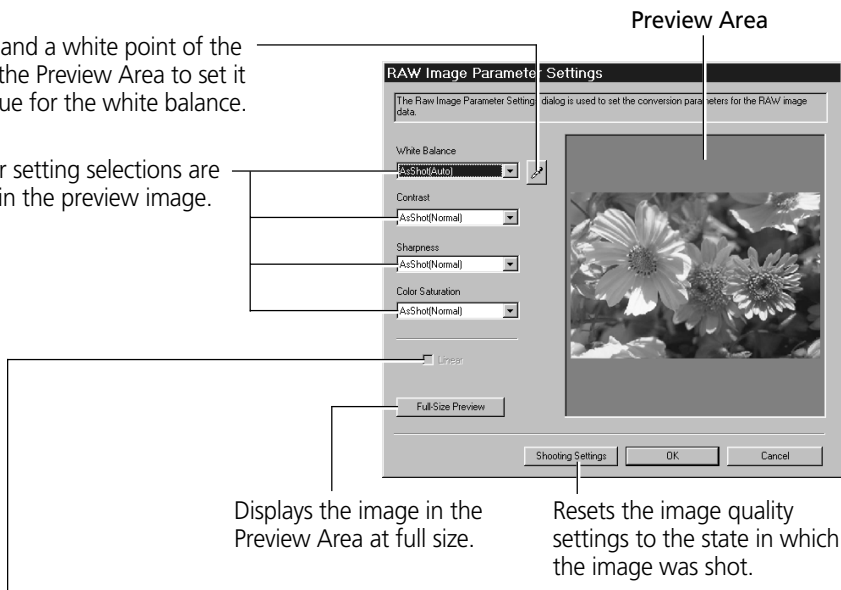 Preview Area
and a white point of the
the Preview Area to set it
ue for the white balance.
r setting selections are
in the preview image.
RAW Image Parameter Settings
The Raw Image Parameter Settings dialog is used to set the conversion parameters for the RAW image
data.
White Balance
AsShot(Auto)
Contrast
AsShot(Normal)
Sharpness
AsShot(Normal)
Color Saturation
AsShot(Normal)
Linear
Full-Size Preview
Shooting Settings
OK
Cancel
Displays the image in the
Preview Area at full size.
Resets the image quality
settings to the state in which
the image was shot.